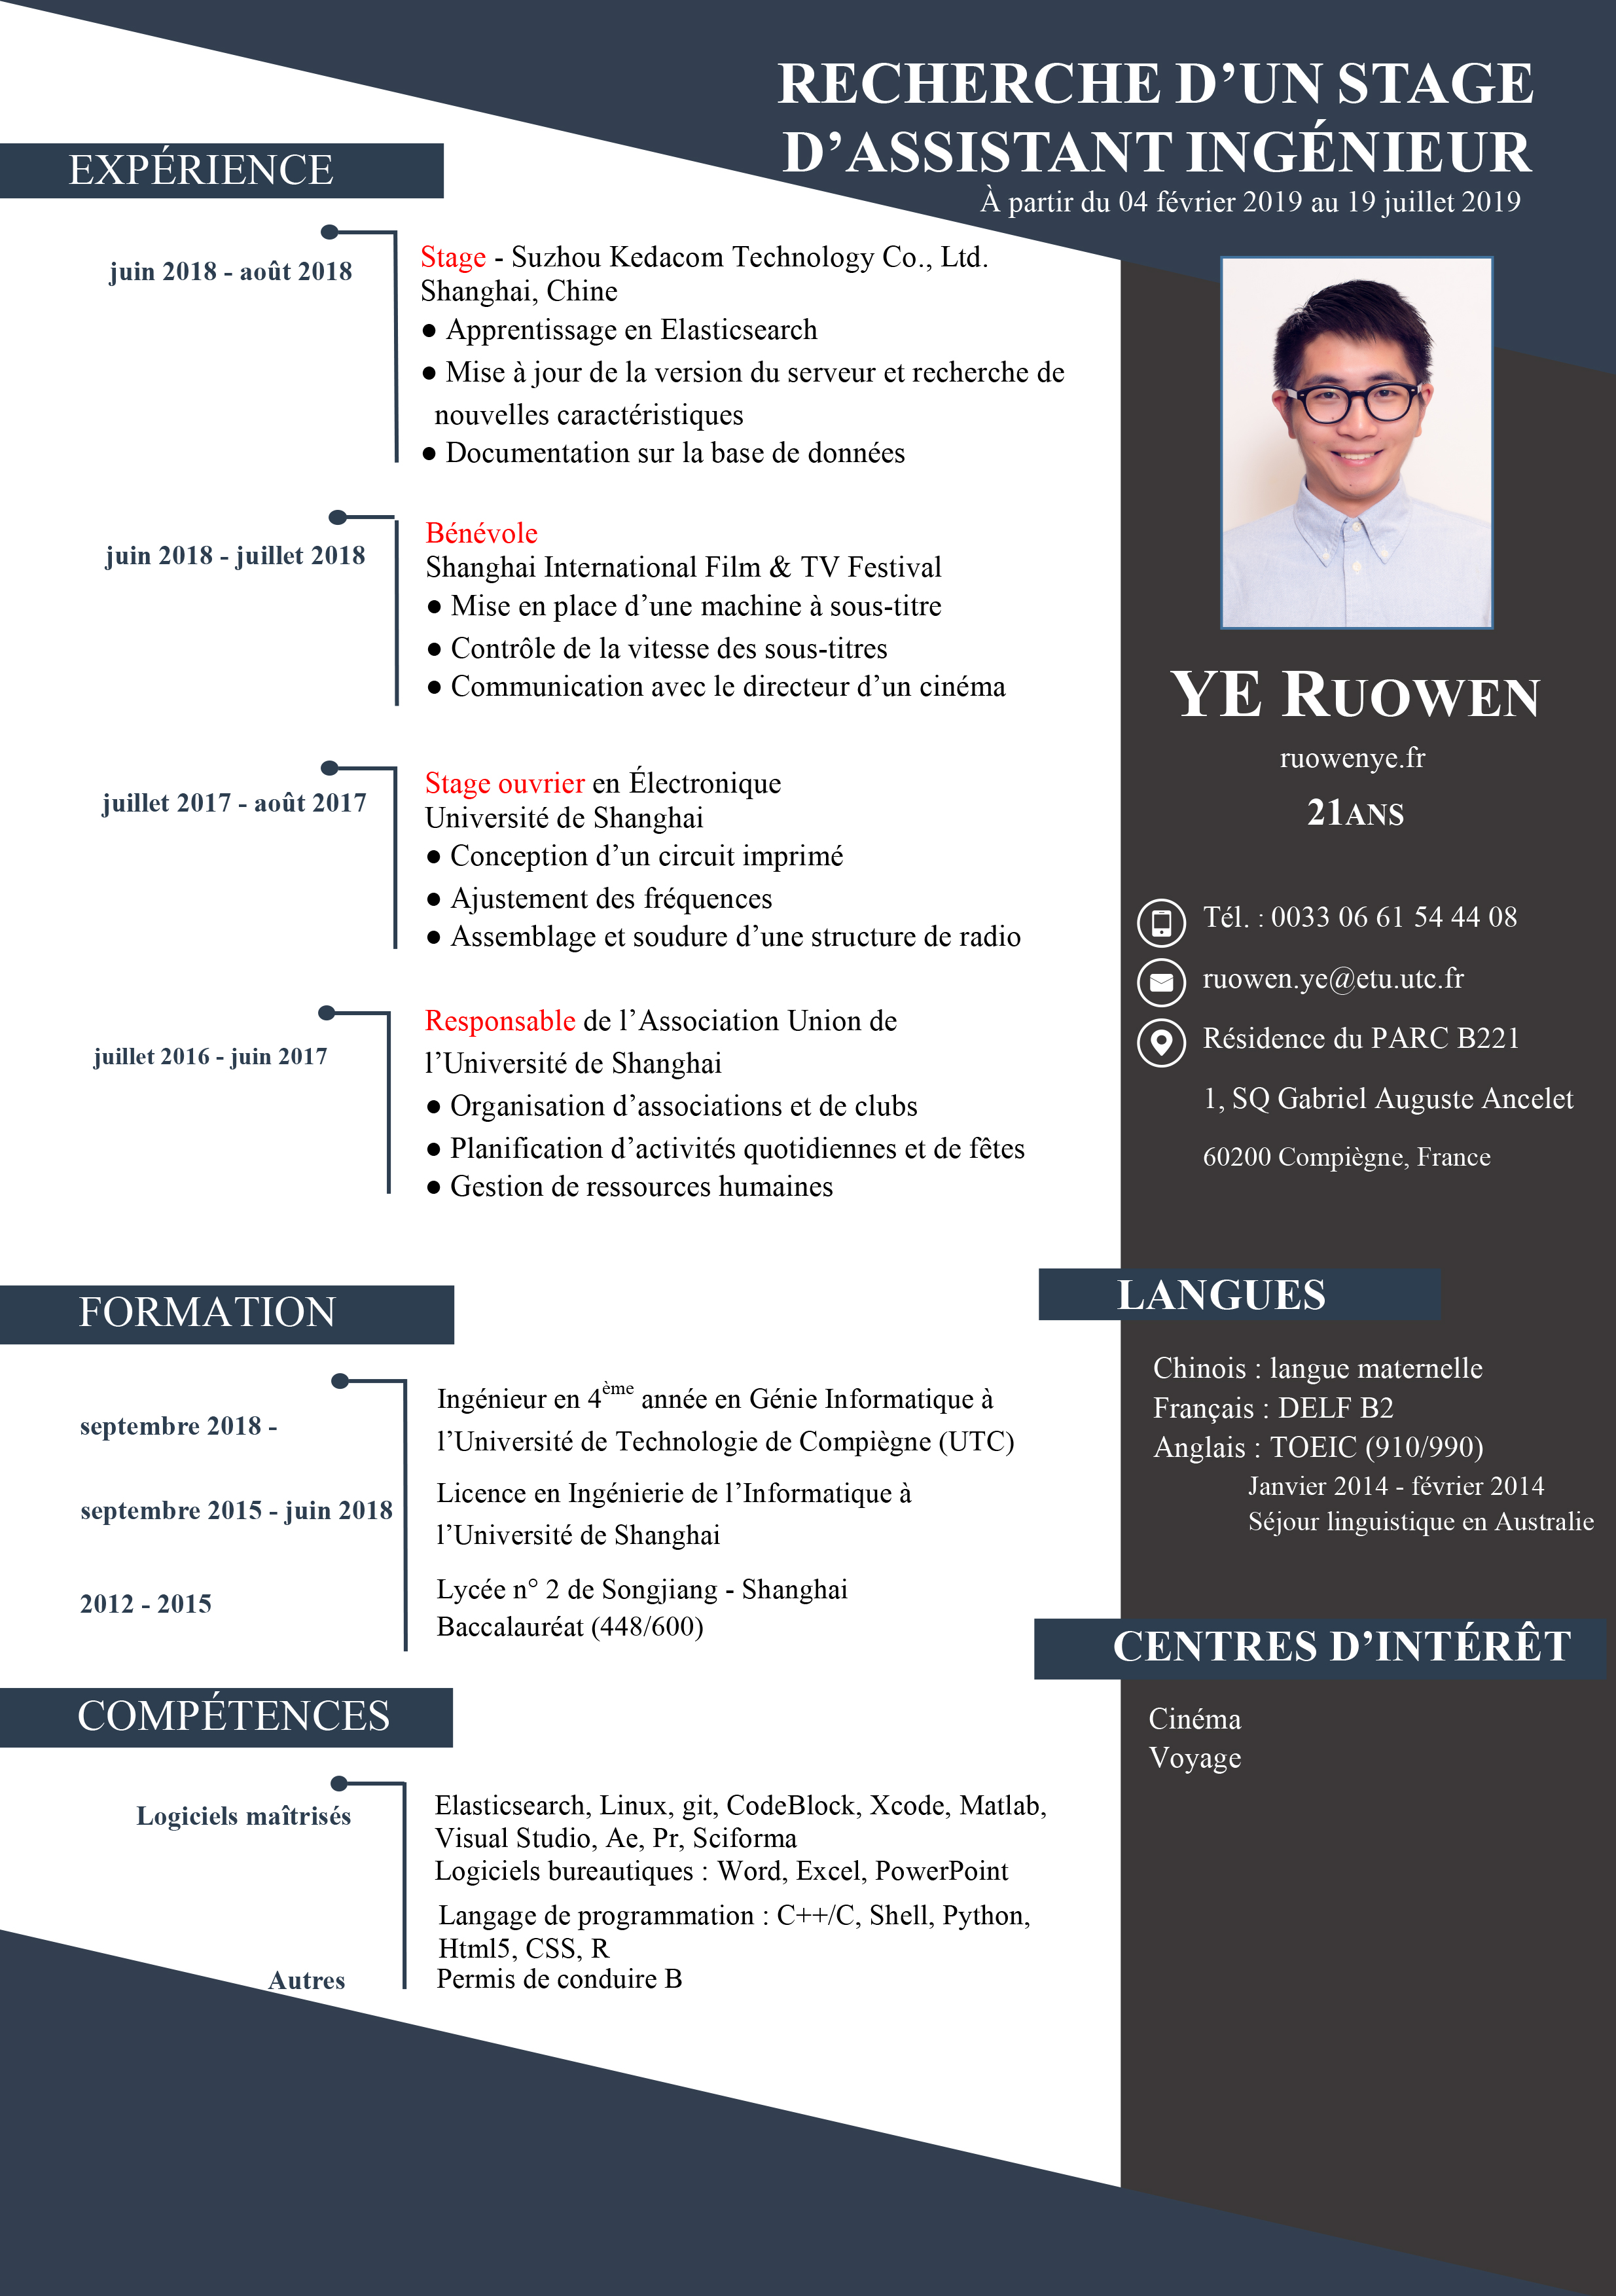 RECHERCHE D’UN STAGE
D’ASSISTANT INGÉNIEUR
À partir du 04 février 2019 au 19 juillet 2019
EXPÉRIENCE
juin 2018 - août 2018
Stage - Suzhou Kedacom Technology Co., Ltd.
Shanghai, Chine
● Apprentissage en Elasticsearch
● Mise à jour de la version du serveur et recherche de
nouvelles caractéristiques
● Documentation sur la base de données
juin 2018 - juillet 2018
Bénévole
Shanghai International Film & TV Festival
● Mise en place d’une machine à sous-titre
● Contrôle de la vitesse des sous-titres
● Communication avec le directeur d’un cinéma
juillet 2017 - août 2017
Stage ouvrier en Électronique
Université de Shanghai
● Conception d’un circuit imprimé
● Ajustement des fréquences
● Assemblage et soudure d’une structure de radio
juillet 2016 - juin 2017
Responsable de l’Association Union de
l’Université de Shanghai
● Organisation d’associations et de clubs
● Planification d’activités quotidiennes et de fêtes
● Gestion de ressources humaines
FORMATION
septembre 2018 -
Ingénieur en 4ème année en Génie Informatique à
l’Université de Technologie de Compiègne (UTC)
septembre 2015 - juin 2018
Licence en Ingénierie de l’Informatique à
l’Université de Shanghai
2012 - 2015
Lycée n° 2 de Songjiang - Shanghai
Baccalauréat (448/600)
COMPÉTENCES
Logiciels maîtrisés
Elasticsearch, Linux, git, CodeBlock, Xcode, Matlab,
Visual Studio, Ae, Pr, Sciforma
Logiciels bureautiques : Word, Excel, PowerPoint
Langage de programmation : C++/C, Shell, Python,
Html5, CSS, R
Autres
Permis de conduire B
YE RUOWEN
ruowenye.fr
21ANS
Tél. : 0033 06 61 54 44 08
ruowen.ye@etu.utc.fr
Résidence du PARC B221
1, SQ Gabriel Auguste Ancelet
60200 Compiègne, France
LANGUES
Chinois : langue maternelle
Français : DELF B2
Anglais : TOEIC (910/990)
Janvier 2014 - février 2014
Séjour linguistique en Australie
CENTRES D’INTÉRÊT
Cinéma
Voyage